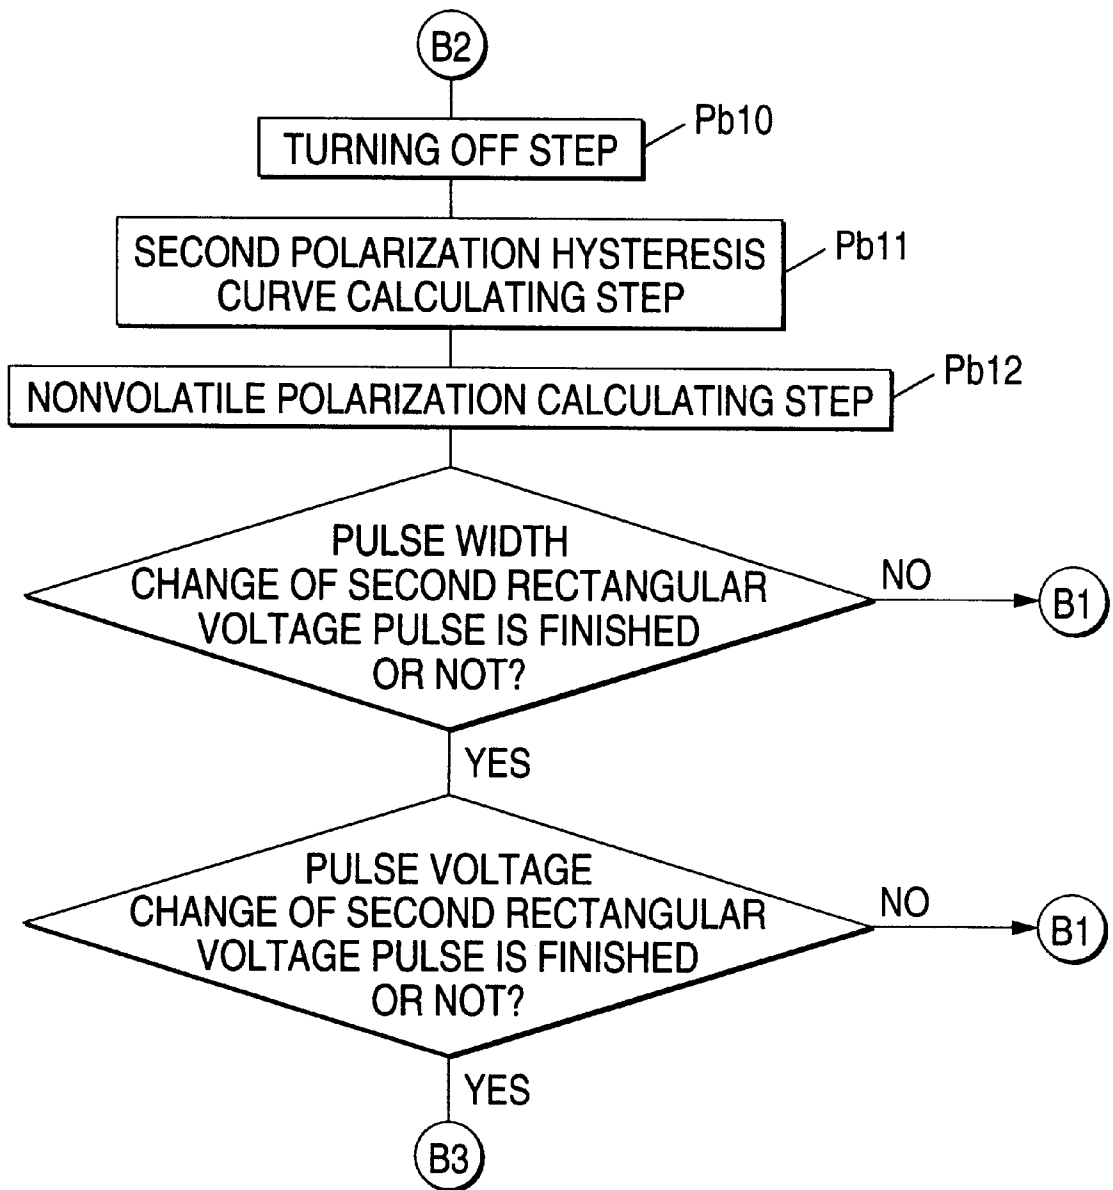 B2
Pb10
TURNING OFF STEP
Pb11
SECOND POLARIZATION HYSTERESIS
CURVE CALCULATING STEP
Pb12
NONVOLATILE POLARIZATION CALCULATING STEP
PULSE WIDTH
CHANGE OF SECOND RECTANGULAR
VOLTAGE PULSE IS FINISHED
OR NOT?
NO
B1
YES
PULSE VOLTAGE
CHANGE OF SECOND RECTANGULAR
VOLTAGE PULSE IS FINISHED
OR NOT?
NO
B1
YES
B3